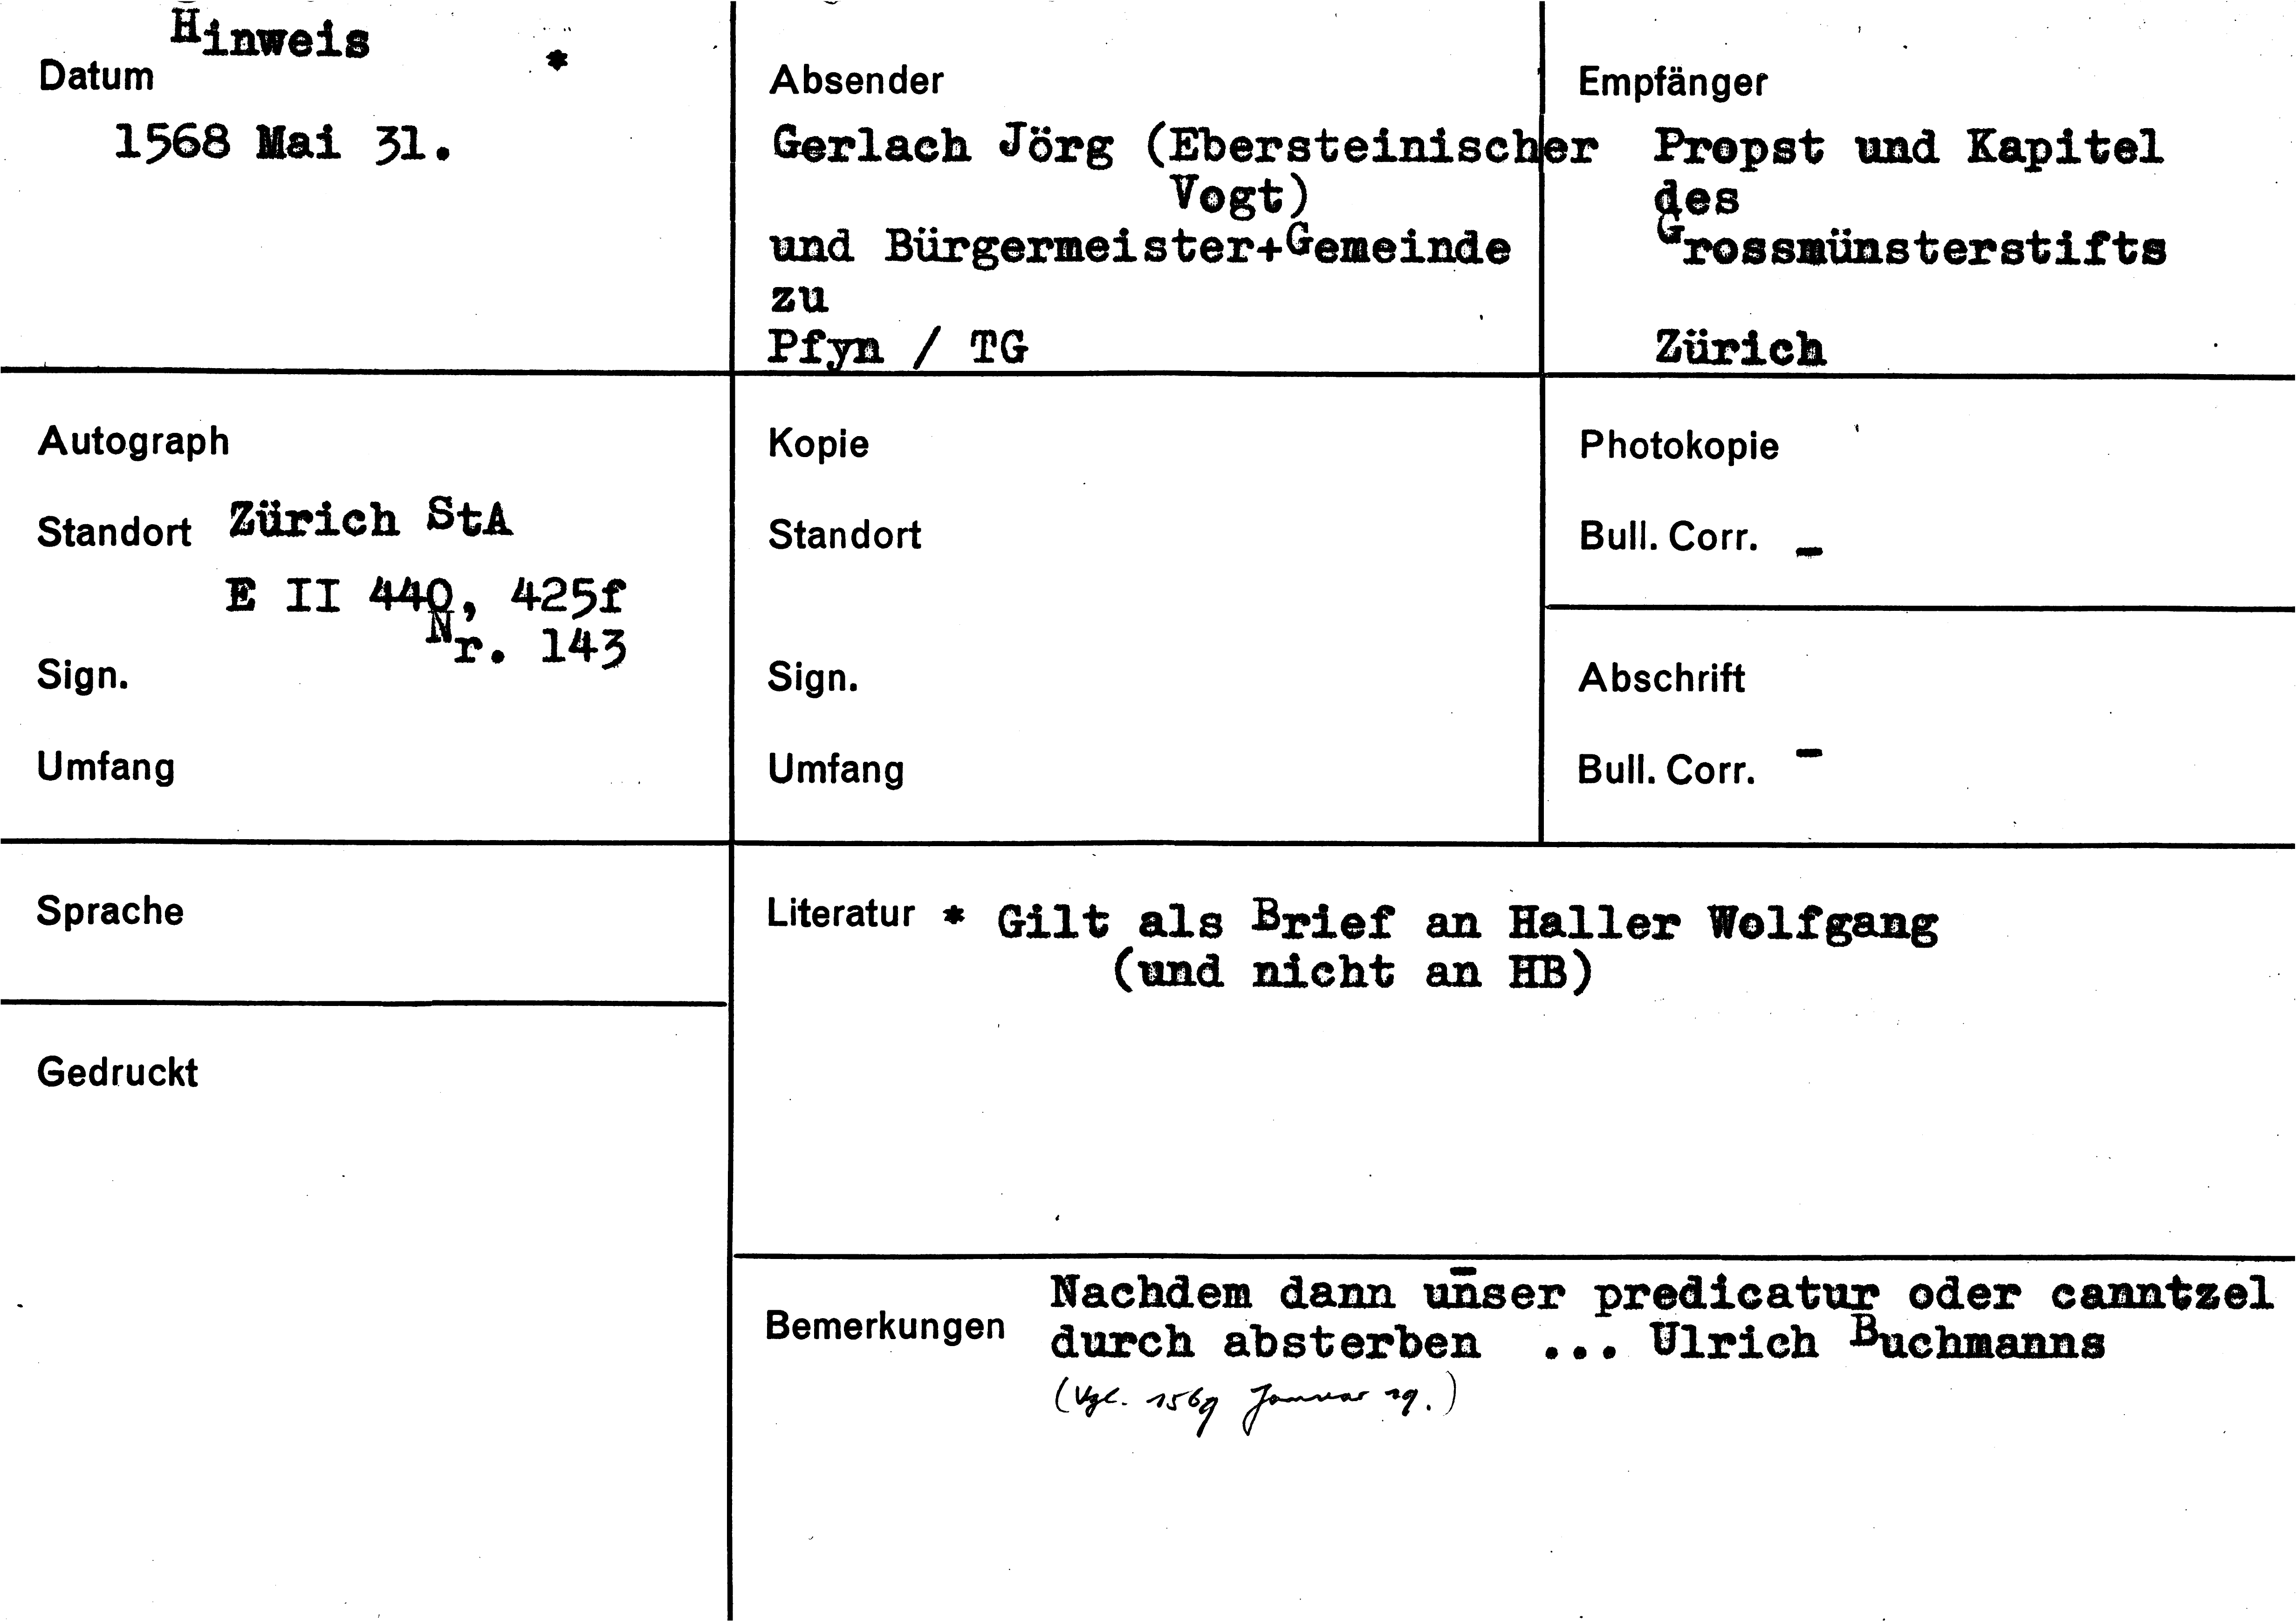 Hinweis *
Datum
1568 Mai 31.
Absender
Gerlach Jörg (Ebersteinischer
Vogt)
und Bürgermeister+Gemeinde
zu
Pfyn / TG
Empfänger
Propst und Kapitel
des
Grossmünsterstifts
Zürich
Autograph
Standort Zürich StA
E II 440, 425f
Nr. 143
Sign.
Umfang
Kopie
Standort
Sign.
Umfang
Photokopie
Bull. Corr. -
Abschrift
Bull. Corr. -
Sprache
Gedruckt
Literatur * Gilt als Brief an Haller Wolfgang
(und nicht an HB)
Bemerkungen
Nachdem dann un̄ser predicatur oder canntzel
durch absterben ... Ulrich Buchmanns
(Vgl. 1569 Januar 29.)